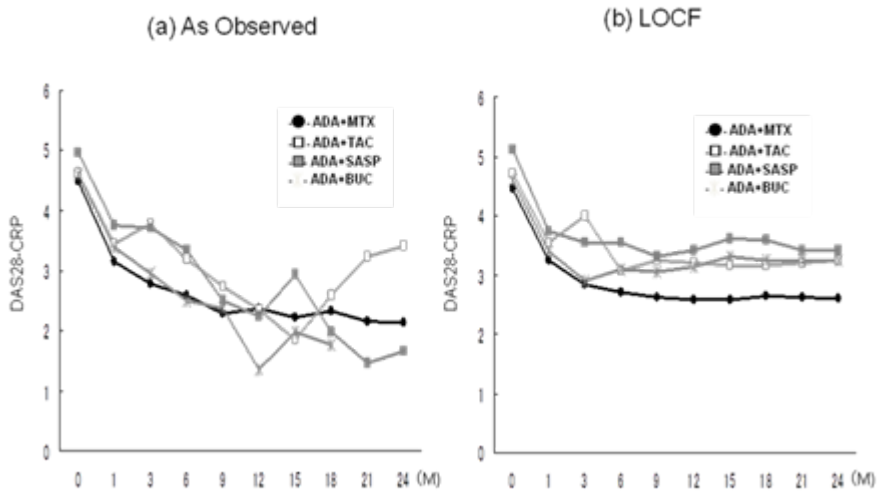 (a) As Observed
(b) LOCF
6
5
4
3
2
1
0
DAS28-CRP
ADA+MTX
ADA+TAC
ADA+SASP
ADA+BUC
0 1 3 6 9 12 15 18 21 24 (M)
6
5
4
3
2
1
0
DAS28-CRP
ADA+MTX
ADA+TAC
ADA+SASP
ADA+BUC
0 1 3 6 9 12 15 18 21 24 (M)